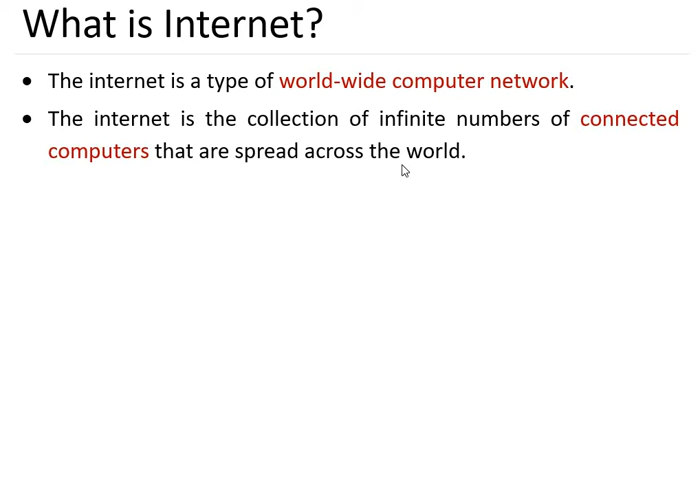 What is Internet?
• The internet is a type of world-wide computer network.
• The internet is the collection of infinite numbers of connected
computers that are spread across the world.